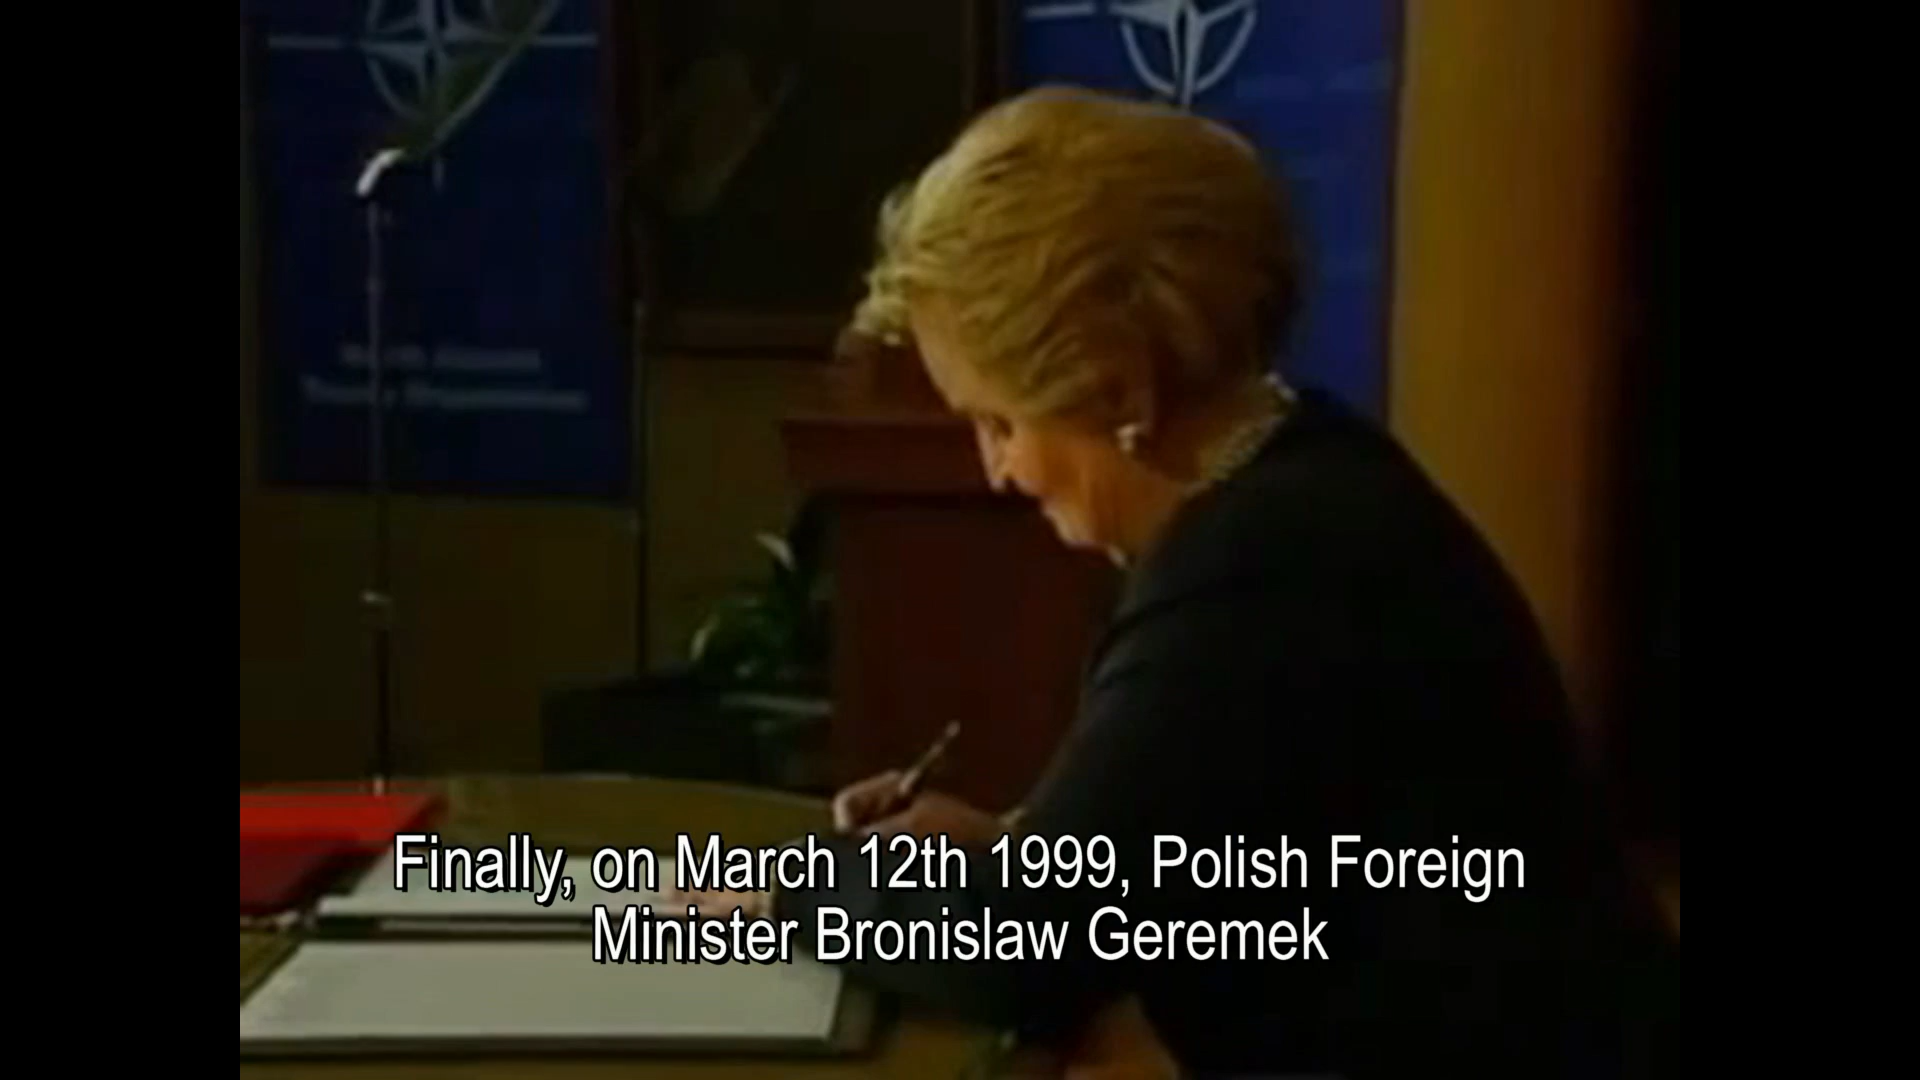 Finally, on March 12th 1999, Polish Foreign
Minister Bronislaw Geremek